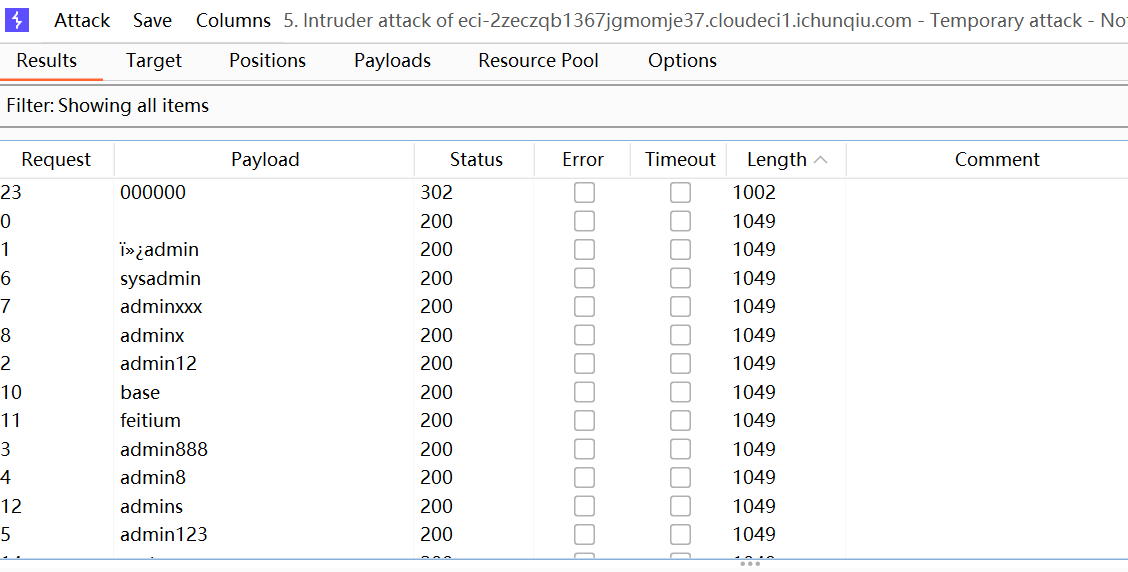 Attack Save Columns 5. Intruder attack of eci-2zeczqb1367jgmomje37.cloudeci1.ichunqiu.com - Temporary attack - No
Results Target Positions Payloads Resource Pool Options
Filter: Showing all items
Request Payload Status Error Timeout Length Comment
23 000000 302 1002
0 200 1049
1 ï»¿admin 200 1049
6 sysadmin 200 1049
7 adminxxx 200 1049
8 adminx 200 1049
2 admin12 200 1049
10 base 200 1049
11 feitium 200 1049
3 admin888 200 1049
4 admin8 200 1049
12 admins 200 1049
5 admin123 200 1049